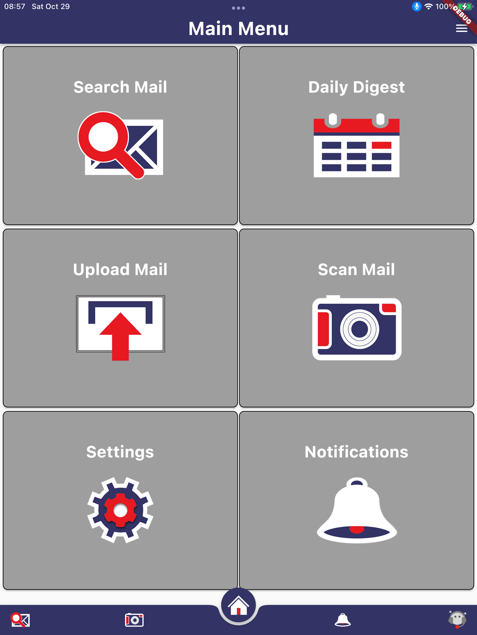 08:57 Sat Oct 29
100%
DEBUG
Main Menu
Search Mail
Daily Digest
Upload Mail
Scan Mail
Settings
Notifications